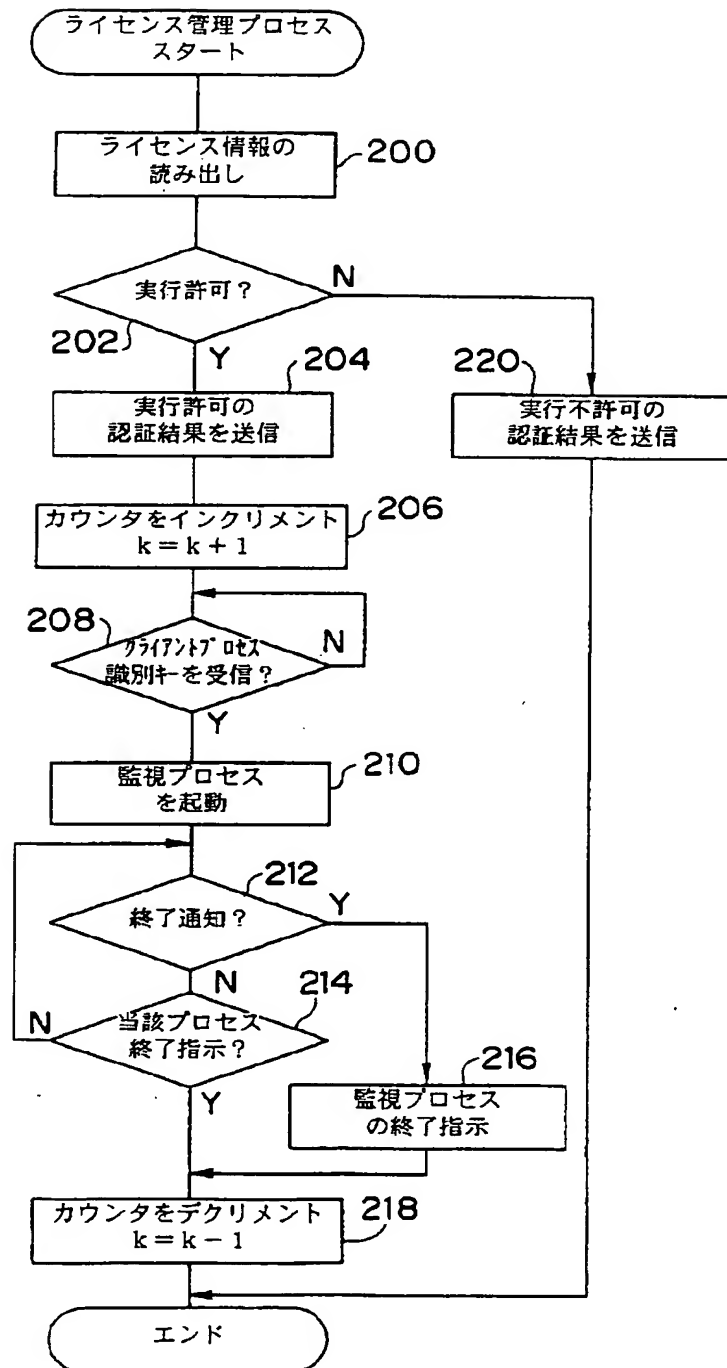 ライセンス管理プロセス
スタート
ライセンス情報の
読み出し
200
実行許可?
N
202
Y
204
220
実行許可の
認証結果を送信
実行不許可の
認証結果を送信
カウンタをインクリメント
k=k+1
206
208
クライアントプロセス
識別キーを受信?
N
Y
監視プロセス
を起動
210
212
終了通知?
Y
N
214
N
当該プロセス
終了指示?
216
Y
監視プロセス
の終了指示
カウンタをデクリメント
k=k-1
218
エンド